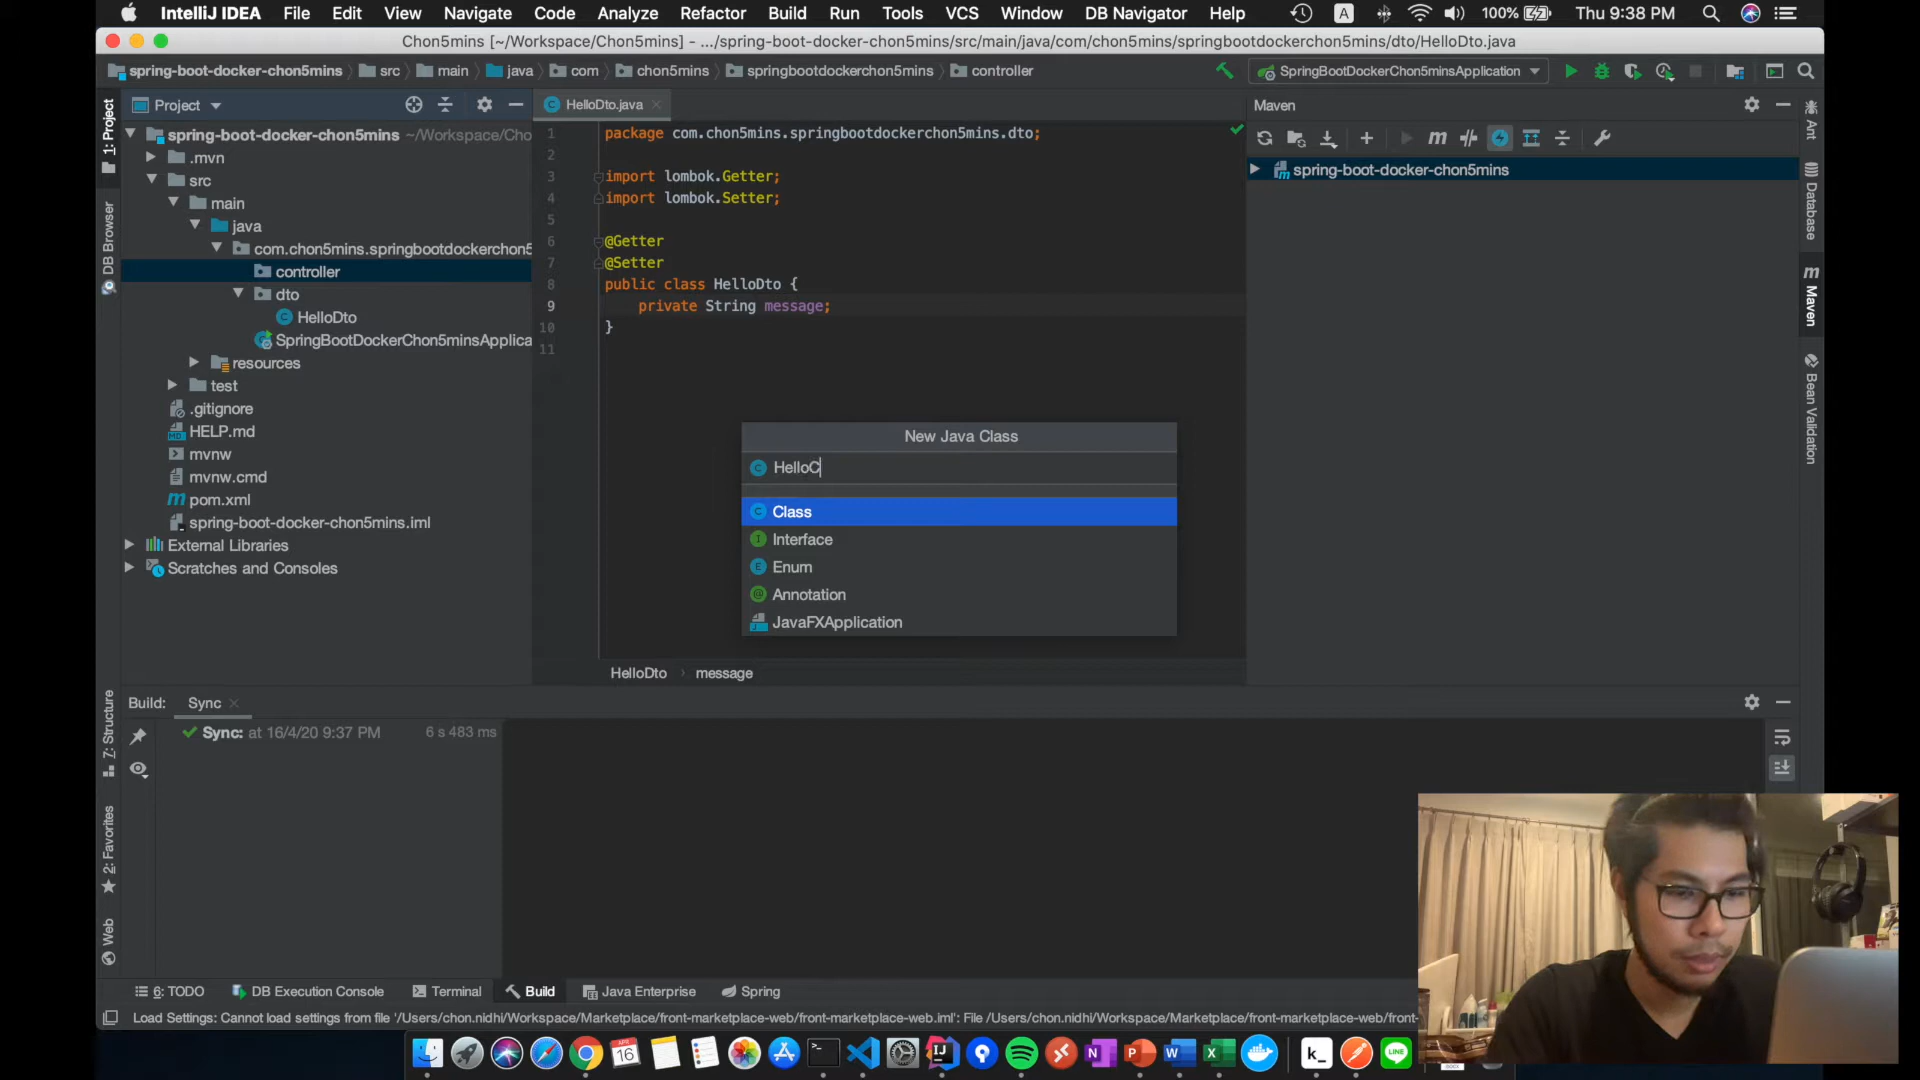 IntelliJ IDEA File Edit View Navigate Code Analyze Refactor Build Run Tools VCS Window DB Navigator Help A 100% Thu 9:38 PM
Chon5mins [~/Workspace/Chon5mins] - .../spring-boot-docker-chon5mins/src/main/java/com/chon5mins/springbootdockerchon5mins/dto/HelloDto.java
spring-boot-docker-chon5mins src main java com chon5mins springbootdockerchon5mins controller SpringBootDockerChon5minsApplication
Project HelloDto.java Maven
1: Project
DB Browser
7: Structure
2: Favorites
Web
spring-boot-docker-chon5mins ~/Workspace/Cho
.mvn
src
main
java
com.chon5mins.springbootdockerchon5
controller
dto
HelloDto
SpringBootDockerChon5minsApplica
resources
test
.gitignore
HELP.md
mvnw
mvnw.cmd
pom.xml
spring-boot-docker-chon5mins.iml
External Libraries
Scratches and Consoles
1 package com.chon5mins.springbootdockerchon5mins.dto;
2
3 import lombok.Getter;
4 import lombok.Setter;
5
6 @Getter
7 @Setter
8 public class HelloDto {
9 private String message;
10 }
11
New Java Class
HelloC
Class
Interface
Enum
Annotation
JavaFXApplication
HelloDto message
spring-boot-docker-chon5mins
Ant
Database
Maven
Bean Validation
Build: Sync
Sync: at 16/4/20 9:37 PM 6 s 483 ms
6: TODO DB Execution Console Terminal Build Java Enterprise Spring
Load Settings: Cannot load settings from file '/Users/chon.nidhi/Workspace/Marketplace/front-marketplace-web/front-marketplace-web.iml': File /Users/chon.nidhi/Workspace/Marketplace/front-marketplace-web/front-
APR
16
IJ
N
P
W
X
k_
LINE